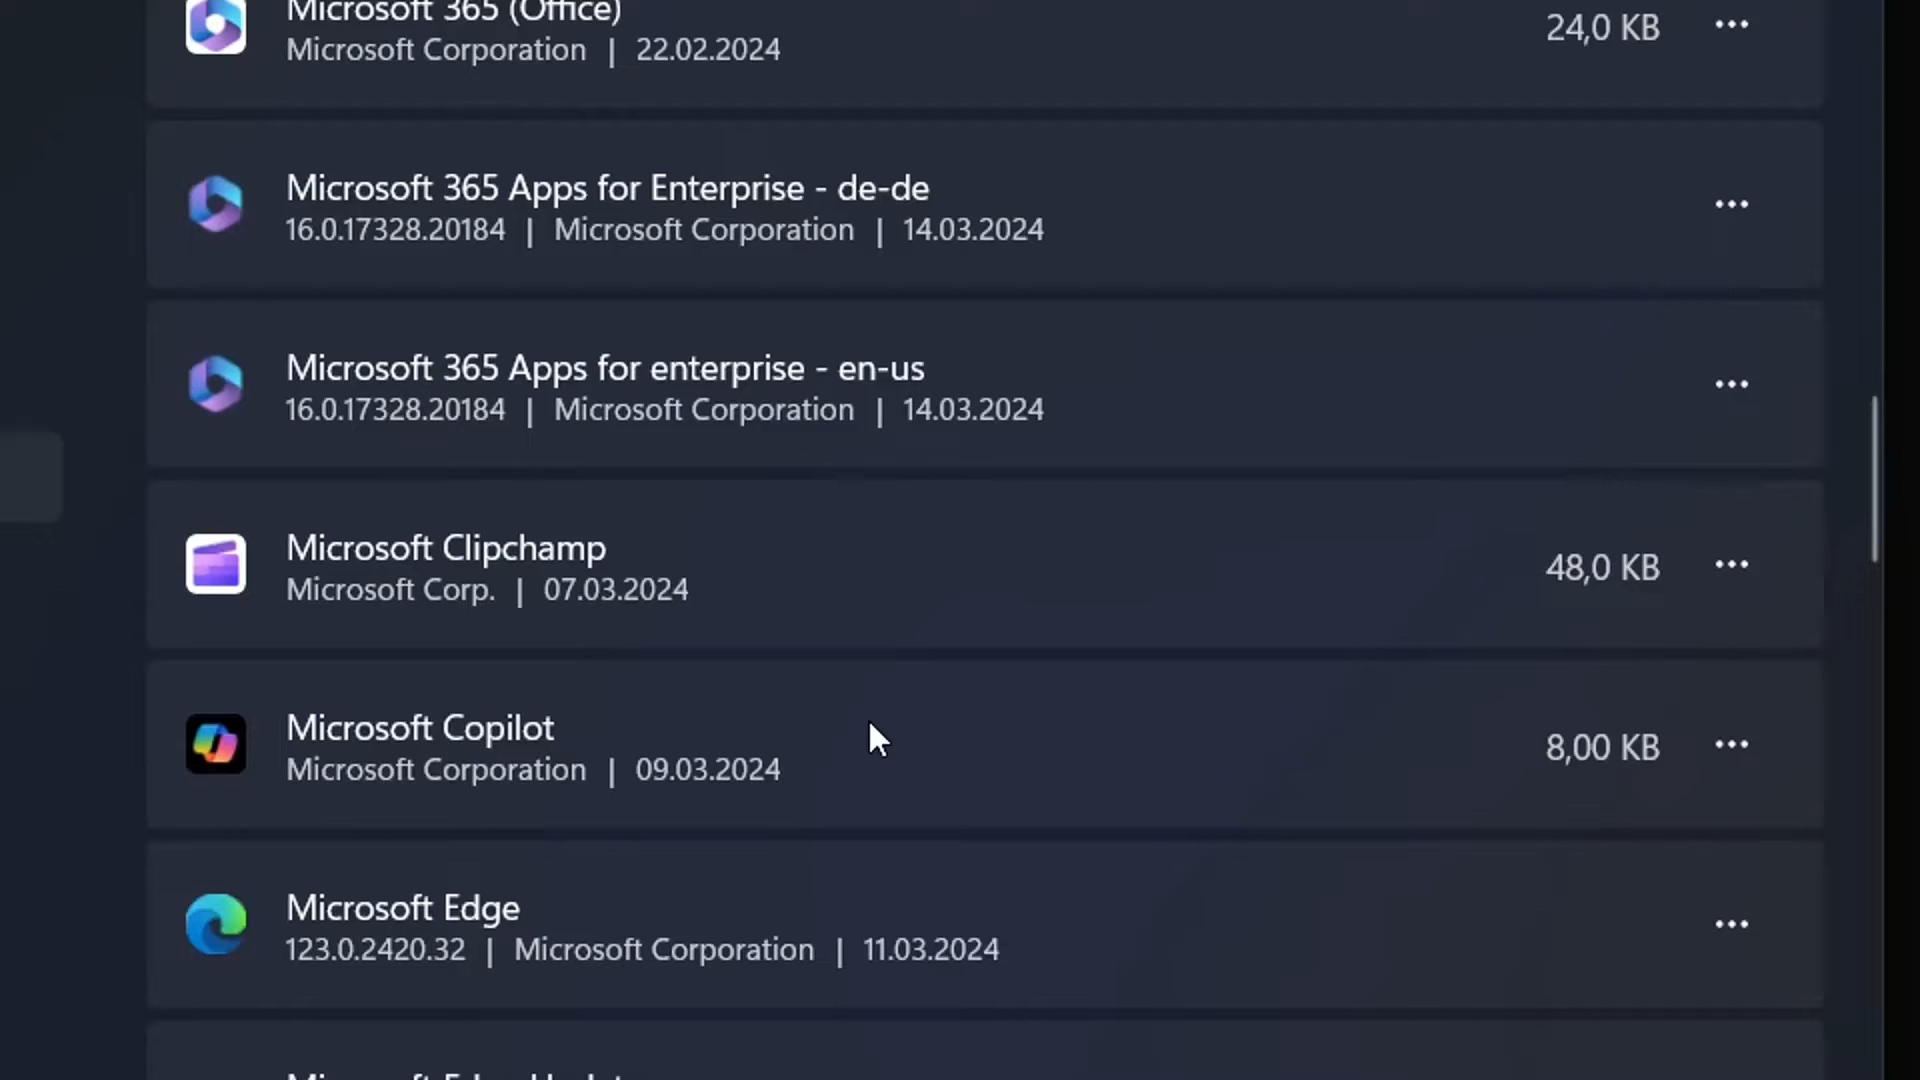 Microsoft 365 (Office)
Microsoft Corporation | 22.02.2024
24,0 KB
Microsoft 365 Apps for Enterprise - de-de
16.0.17328.20184 | Microsoft Corporation | 14.03.2024
Microsoft 365 Apps for enterprise - en-us
16.0.17328.20184 | Microsoft Corporation | 14.03.2024
Microsoft Clipchamp
Microsoft Corp. | 07.03.2024
48,0 KB
Microsoft Copilot
Microsoft Corporation | 09.03.2024
8,00 KB
Microsoft Edge
123.0.2420.32 | Microsoft Corporation | 11.03.2024
Microsoft Edge